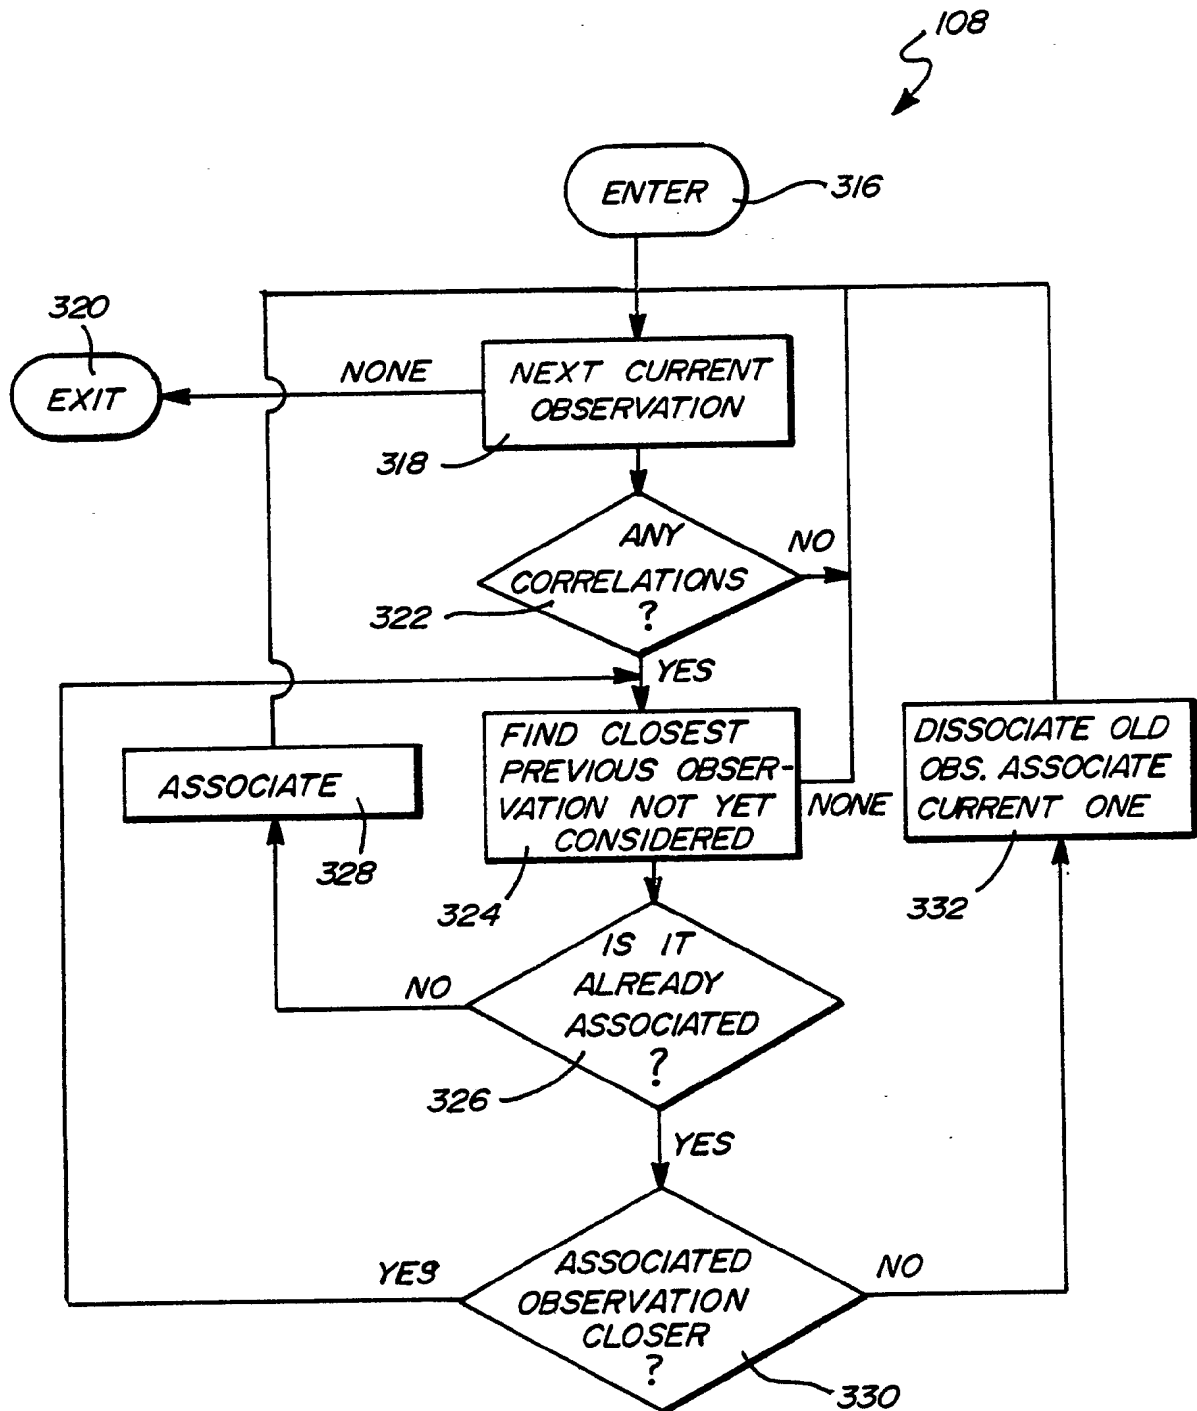 108
ENTER
316
320
EXIT
NONE
NEXT CURRENT
OBSERVATION
318
ANY
CORRELATIONS
?
NO
322
YES
FIND CLOSEST
PREVIOUS OBSER-
VATION NOT YET
CONSIDERED
NONE
324
DISSOCIATE OLD
OBS. ASSOCIATE
CURRENT ONE
332
ASSOCIATE
328
NO
IS IT
ALREADY
ASSOCIATED
?
326
YES
YES
ASSOCIATED
OBSERVATION
CLOSER
?
NO
330